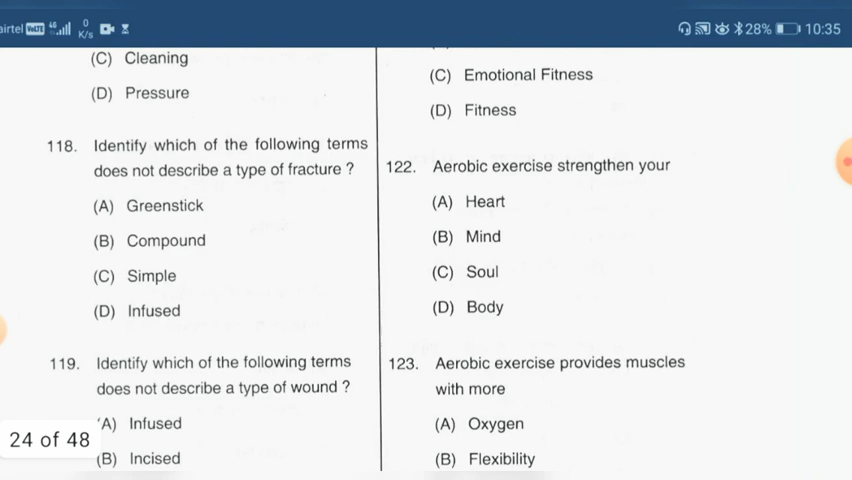 airtel VoLTE 4G 0 K/s 28% 10:35
(C) Cleaning
(D) Pressure
118. Identify which of the following terms
does not describe a type of fracture ?
(A) Greenstick
(B) Compound
(C) Simple
(D) Infused
119. Identify which of the following terms
does not describe a type of wound ?
(A) Infused
(B) Incised
24 of 48
(C) Emotional Fitness
(D) Fitness
122. Aerobic exercise strengthen your
(A) Heart
(B) Mind
(C) Soul
(D) Body
123. Aerobic exercise provides muscles
with more
(A) Oxygen
(B) Flexibility